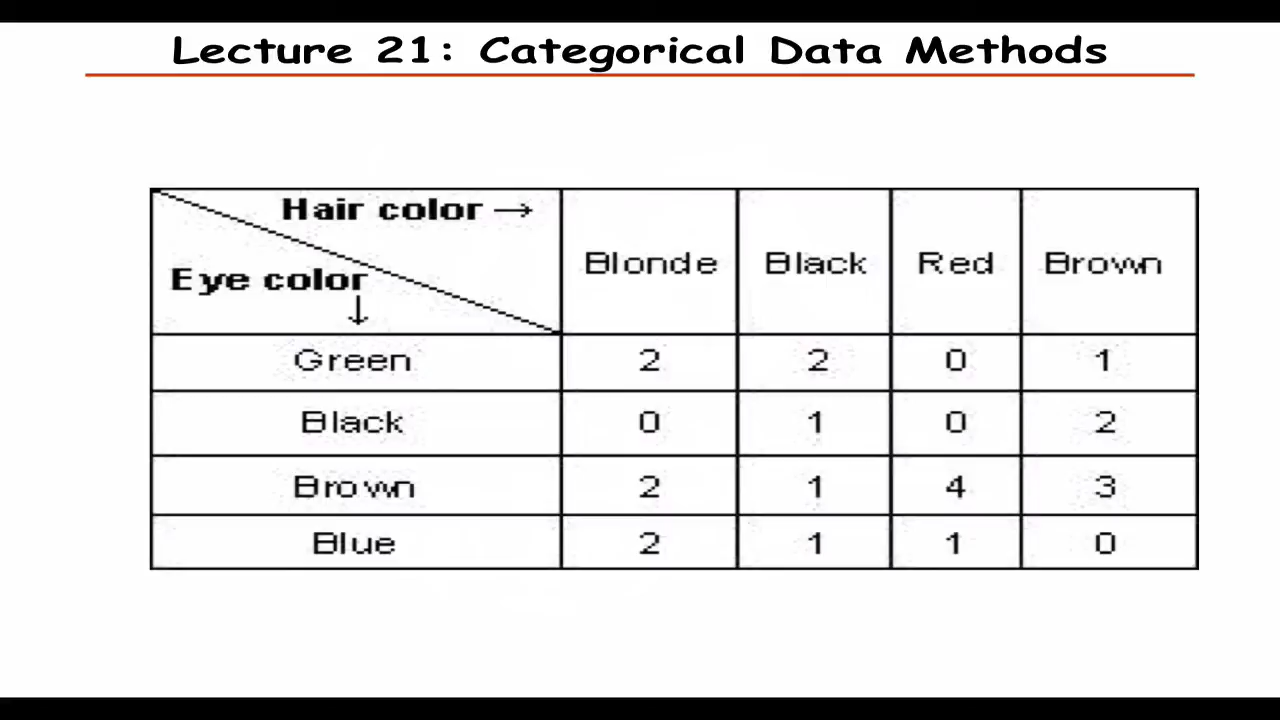 Lecture 21: Categorical Data Methods
Hair color →
Eye color
↓
Blonde Black Red Brown
Green 2 2 0 1
Black 0 1 0 2
Brown 2 1 4 3
Blue 2 1 1 0